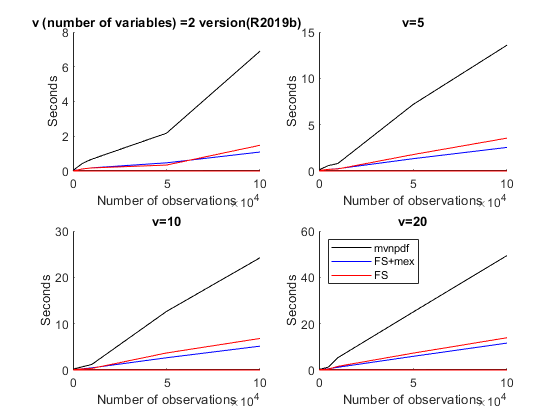 v (number of variables) =2 version(R2019b)
8
6
4
2
0
Seconds
0
5
10
Number of observations
×10^4
v=5
15
10
5
0
Seconds
0
5
10
Number of observations
×10^4
v=10
30
20
10
0
Seconds
0
5
10
Number of observations
×10^4
v=20
60
40
20
0
Seconds
mvnpdf
FS+mex
FS
0
5
10
Number of observations
×10^4